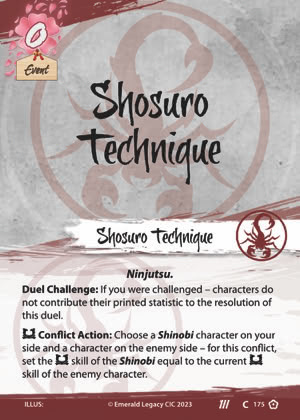 0
Event
Shosuro
Technique
Shosuro Technique
Ninjutsu.
Duel Challenge: If you were challenged – characters do
not contribute their printed statistic to the resolution of
this duel.
Conflict Action: Choose a Shinobi character on your
side and a character on the enemy side – for this conflict,
set the skill of the Shinobi equal to the current
skill of the enemy character.
ILLUS: © Emerald Legacy CIC 2023 C 175